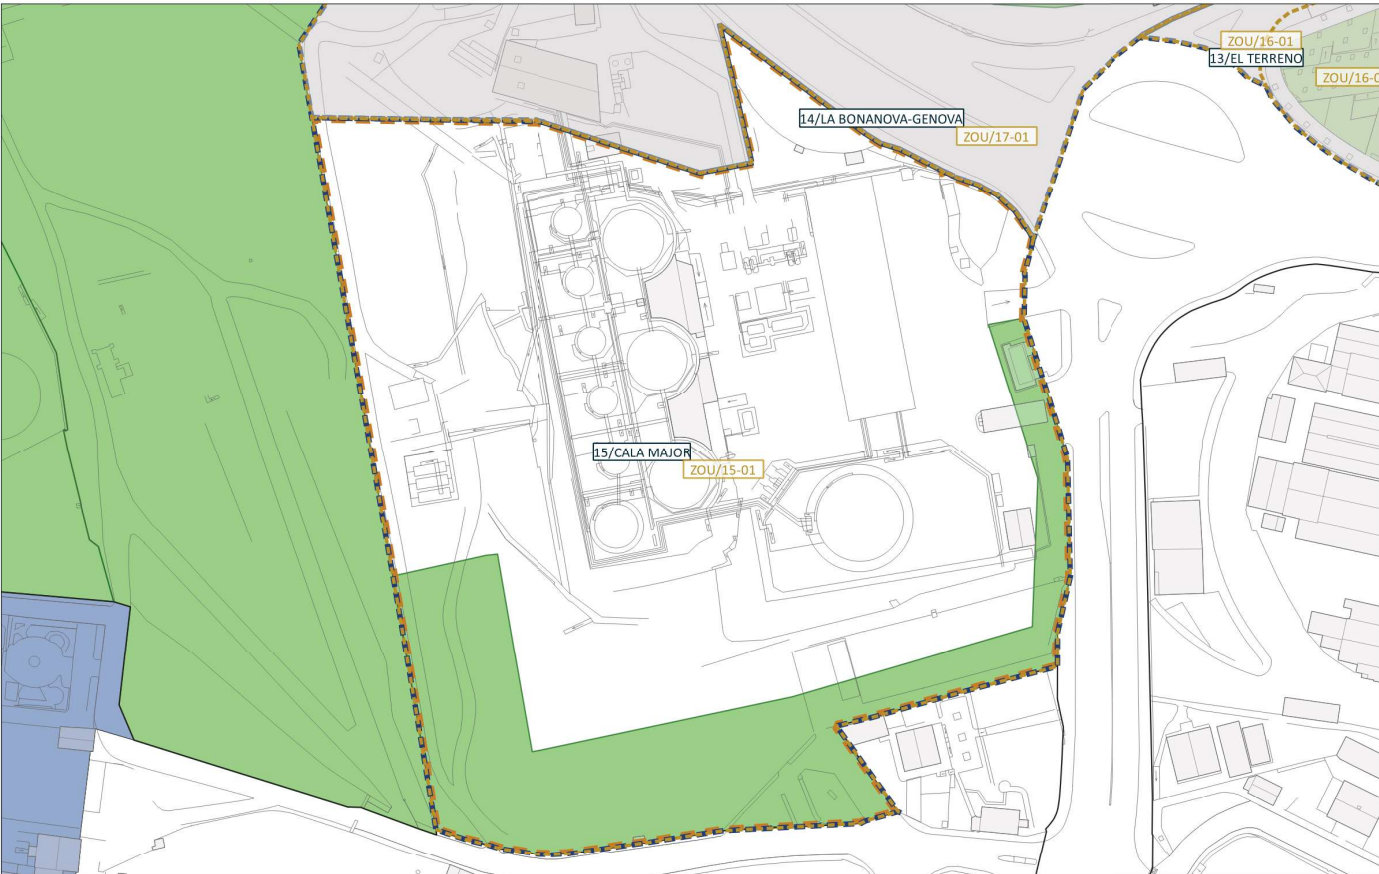 ZOU/16-01
13/EL TERRENO
ZOU/16-0
14/LA BONANOVA-GENOVA
ZOU/17-01
15/CALA MAJOR
ZOU/15-01